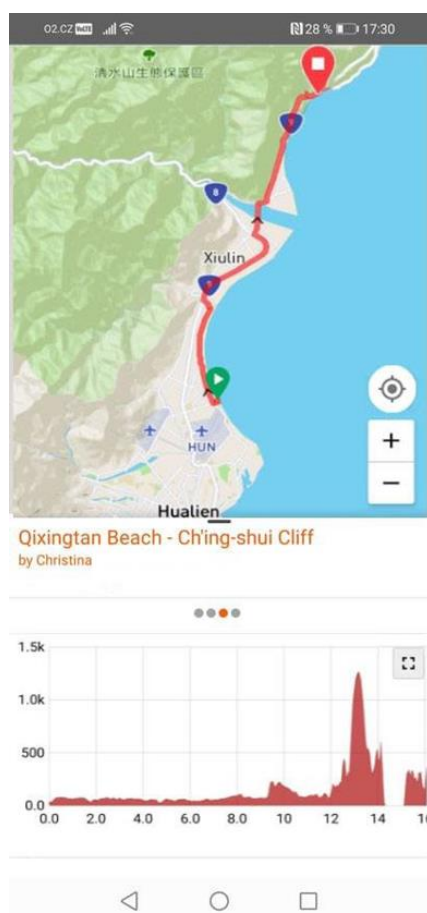 O2.CZ VoLTE 28 % 17:30
清水山生態保護區
9
8
Xiulin
9
HUN
Hualien
+
−
Qixingtan Beach - Ch'ing-shui Cliff
by Christina
1.5k
1.0k
500
0.0
0.0 2.0 4.0 6.0 8.0 10 12 14 16